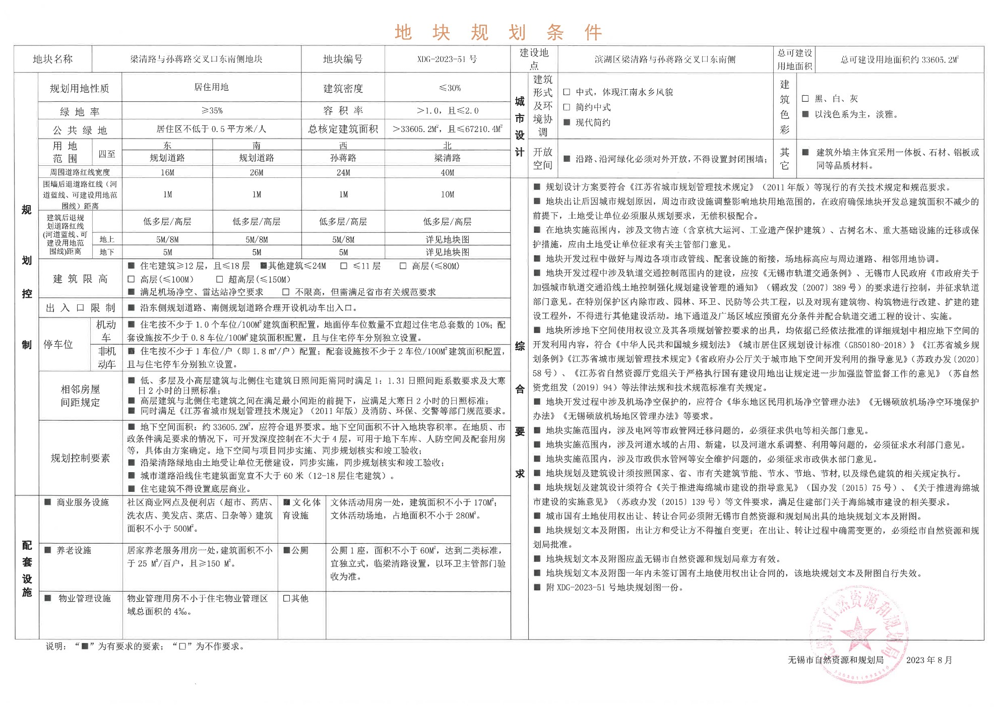 地块规划条件
地块名称 梁清路与孙蒋路交叉口东南侧地块 地块编号 XDG-2023-51号 建设地点 滨湖区梁清路与孙蒋路交叉口东南侧 总可建设用地面积 总可建设用地面积约33605.2M²
规划控制
规划用地性质 居住用地 建筑密度 ≤30%
绿地率 ≥35% 容积率 >1.0，且≤2.0
公共绿地 居住区不低于0.5平方米/人 总核定建筑面积 >33605.2M²，且≤67210.4M²
用地范围 四至 东 南 西 北
规划道路 规划道路 孙蒋路 梁清路
周围道路红线宽度 16M 26M 24M 40M
围墙后退道路红线（河
道蓝线、可建设用地范
围线）距离 1M 1M 1M 10M
建筑后退规
划道路红线
(河道蓝线、可
建设用地范
围线)距离
低多层/高层 低多层/高层 低多层/高层 低多层/高层
地上 5M/8M 5M/8M 5M/8M 详见地块图
地下 5M 5M 5M 详见地块图
建筑限高
■ 住宅建筑≥12层，且≤18层 ■其他建筑≤24M □ ≤11层 □ 高层(≤80M)
□ 高层(≤100M) □ 超高层(≤150M)
■ 满足机场净空、雷达站净空要求 □ 不限高，但需满足省市有关规范要求
出入口限制 ■ 沿东侧规划道路、南侧规划道路合理开设机动车出入口。
停车位
机动车
■ 住宅按不少于1.0个车位/100M²建筑面积配置，地面停车位数量不宜超过住宅总套数的10%；配
套设施按不少于0.8车位/100M²建筑面积配置，且与住宅停车分别独立设置。
非机动车
■ 住宅按不少于1车位/户（即1.8㎡/户）配置；配套设施按不少于2车位/100M²建筑面积配置，
且与住宅停车分别独立设置。
相邻房屋
间距规定
■ 低、多层及小高层建筑与北侧住宅建筑日照间距需同时满足1：1.31日照间距系数要求及大寒
日2小时的日照标准；
■ 高层建筑与北侧住宅建筑之间在满足最小间距的前提下，应满足大寒日2小时的日照标准；
■ 同时满足《江苏省城市规划管理技术规定》（2011年版）及消防、环保、交警等部门规范要求。
规划控制要素
■ 地下空间面积：约33605.2M²，应符合退界要求。地下空间面积不计入地块容积率。在地质、市
政条件满足要求的情况下，可开发深度控制在不大于4层，可用于地下车库、人防空间及配套用房
等，具体由方案确定。地下空间与项目同步实施、同步规划核实和竣工验收；
■ 沿梁清路绿地由土地受让单位无偿建设，同步实施，同步规划核实和竣工验收；
■ 城市道路沿线住宅建筑面宽宜不大于60米（12-18层住宅建筑）。
■ 住宅建筑不得设置底层商业。
配套设施
■ 商业服务设施
社区商业网点及便利店（超市、药店、
洗衣店、美发店、菜店、日杂等）建筑
面积不小于500M²。
■文化体
育设施
文体活动用房一处，建筑面积不小于170M²；
文体活动场地，占地面积不小于280M²。
■ 养老设施
居家养老服务用房一处,建筑面积不小
于25 M²/百户，且≥150 M²。
■公厕
公厕1座，面积不小于60M²，达到二类标准，
宜独立式，临梁清路设置，以环卫主管部门验
收为准。
■ 物业管理设施
物业管理用房不小于住宅物业管理区
域总面积的4‰。
□其他
城市设计
建筑
形式
及环
境协
调
□ 中式，体现江南水乡风貌
□ 简约中式
■ 现代简约
建筑色彩
□ 黑、白、灰
■ 以浅色系为主，淡雅。
开放
空间
■ 沿路、沿河绿化必须对外开放,不得设置封闭围墙；
其它
■ 建筑外墙主体宜采用一体板、石材、铝板或
同等品质材料。
综合要求
■ 规划设计方案要符合《江苏省城市规划管理技术规定》（2011年版）等现行的有关技术规定和规范要求。
■ 地块出让后因城市规划原因，周边市政设施调整影响地块用地范围的，在政府确保地块开发总建筑面积不减少的
前提下，土地受让单位必须服从规划要求，无偿积极配合。
■ 在地块实施范围内，涉及文物古迹（含京杭大运河、工业遗产保护建筑）、古树名木、重大基础设施的迁移或保
护措施，应由土地受让单位征求有关主管部门意见。
■ 地块开发过程中做好与周边各项市政管线、配套设施的衔接，场地标高应与周边道路、相邻用地协调。
■ 地块开发过程中涉及轨道交通控制范围内的建设，应按《无锡市轨道交通条例》、无锡市人民政府《市政府关于
加强城市轨道交通沿线土地控制强化规划建设管理的通知》（锡政发〔2007〕389号）的要求进行控制，并征求轨道
部门意见。在特别保护区内除市政、园林、环卫、民防等公共工程，以及对现有建筑物、构筑物进行改建、扩建的建
设工程外，不得进行其他建设活动。地下通道及广场区域应预留充分条件并配合轨道交通工程的设计、实施。
■ 地块所涉地下空间使用权设立及其各项规划管控要求的出具，均依据已经依法批准的详细规划中相应地下空间的
开发利用内容，符合《中华人民共和国城乡规划法》《城市居住区规划设计标准（GB50180-2018）》《江苏省城乡规
划条例》《江苏省城市规划管理技术规定》《省政府办公厅关于城市地下空间开发利用的指导意见》（苏政办发〔2020〕
58号）、《江苏省自然资源厅党组关于严格执行国有建设用地出让规定进一步加强监管监督工作的意见》（苏自然
资党组发〔2019〕94）等法律法规和技术规范标准有关规定。
■ 地块开发过程中涉及机场净空保护的，应符合《华东地区民用机场净空管理办法》《无锡硕放机场净空环境保护
办法》《无锡硕放机场地区管理办法》等要求。
■ 地块实施范围内，涉及电网等市政管网迁移问题的，必须征求供电等相关部门意见。
■ 地块实施范围内，涉及河道水域的占用、新建，以及河道水系调整、利用等问题的，必须征求水利部门意见。
■ 地块实施范围内，涉及市政供水管网等安全维护问题的，必须征求市政供水部门意见。
■ 地块规划及建筑设计须按照国家、省、市有关建筑节能、节水、节地、节材,以及绿色建筑的相关规定执行。
■ 地块规划及建筑设计须符合《关于推进海绵城市建设的指导意见》（国办发〔2015〕75号）、《关于推进海绵城
市建设的实施意见》（苏政办发〔2015〕139号）等文件要求，满足住建部门关于海绵城市建设的相关要求。
■ 城市国有土地使用权出让、转让合同必须附无锡市自然资源和规划局出具的地块规划文本及附图。
■ 地块规划文本及附图，出让方和受让方不得擅自变更；在出让、转让过程中确需变更的，必须经市自然资源和规
划局批准。
■ 地块规划文本及附图应盖无锡市自然资源和规划局章方有效。
■ 地块规划文本及附图一年内未签订国有土地使用权出让合同的，该地块规划文本及附图自行失效。
■ 附XDG-2023-51号地块规划图一份。
说明：“■”为有要求的要素；“□”为不作要求。
无锡市自然资源和规划局
无锡市自然资源和规划局 2023年8月